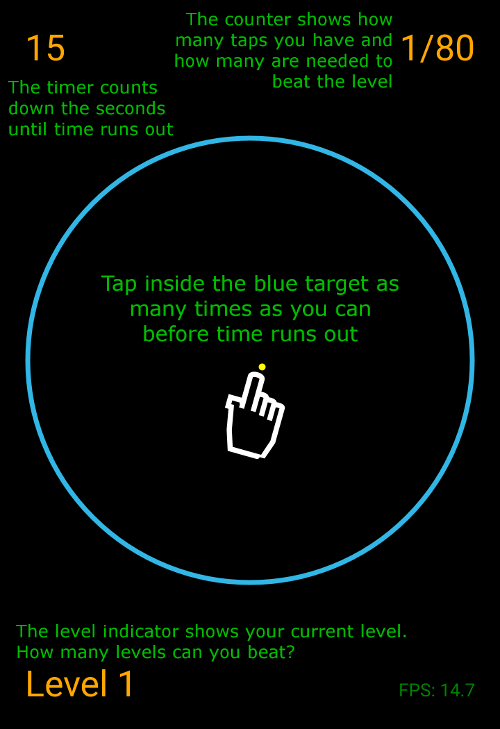 15
The counter shows how
many taps you have and
how many are needed to
beat the level
1/80
The timer counts
down the seconds
until time runs out
Tap inside the blue target as
many times as you can
before time runs out
The level indicator shows your current level.
How many levels can you beat?
Level 1
FPS: 14.7